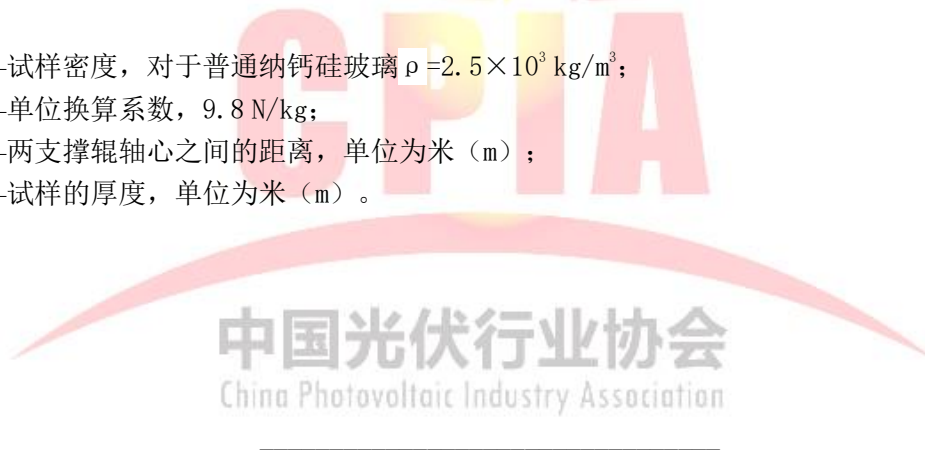 —试样密度，对于普通纳钙硅玻璃ρ=2.5×10³ kg/m³；
—单位换算系数，9.8 N/kg；
—两支撑辊轴心之间的距离，单位为米（m）；
—试样的厚度，单位为米（m）。
CPIA
中国光伏行业协会
China Photovoltaic Industry Association